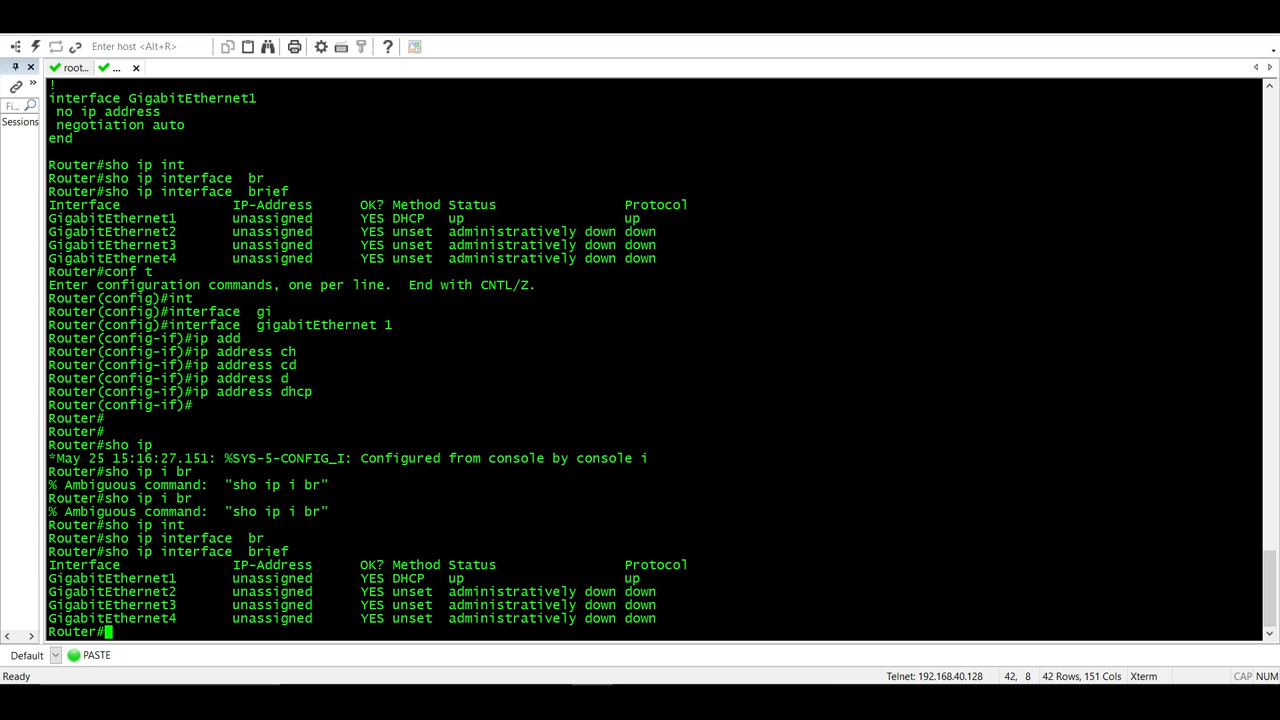 Enter host <Alt+R>
root...
...
Fi...
Sessions
!
interface GigabitEthernet1
 no ip address
 negotiation auto
end
Router#sho ip int
Router#sho ip interface  br
Router#sho ip interface  brief
Interface              IP-Address      OK? Method Status                Protocol
GigabitEthernet1       unassigned      YES DHCP   up                    up
GigabitEthernet2       unassigned      YES unset  administratively down down
GigabitEthernet3       unassigned      YES unset  administratively down down
GigabitEthernet4       unassigned      YES unset  administratively down down
Router#conf t
Enter configuration commands, one per line.  End with CNTL/Z.
Router(config)#int
Router(config)#interface  gi
Router(config)#interface  gigabitEthernet 1
Router(config-if)#ip add
Router(config-if)#ip address ch
Router(config-if)#ip address cd
Router(config-if)#ip address d
Router(config-if)#ip address dhcp
Router(config-if)#
Router#
Router#
Router#sho ip
*May 25 15:16:27.151: %SYS-5-CONFIG_I: Configured from console by console i
Router#sho ip i br
% Ambiguous command:  "sho ip i br"
Router#sho ip i br
% Ambiguous command:  "sho ip i br"
Router#sho ip int
Router#sho ip interface  br
Router#sho ip interface  brief
Interface              IP-Address      OK? Method Status                Protocol
GigabitEthernet1       unassigned      YES DHCP   up                    up
GigabitEthernet2       unassigned      YES unset  administratively down down
GigabitEthernet3       unassigned      YES unset  administratively down down
GigabitEthernet4       unassigned      YES unset  administratively down down
Router#
Default PASTE
Ready Telnet: 192.168.40.128 42, 8 42 Rows, 151 Cols Xterm CAP NUM